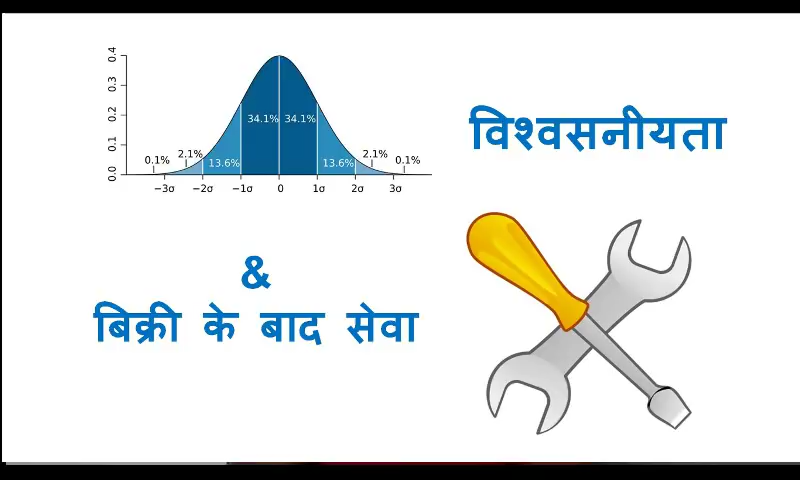 0.4
0.3
0.2
0.1
0.0
34.1% 34.1%
0.1% 2.1% 13.6% 13.6% 2.1% 0.1%
−3σ −2σ −1σ 0 1σ 2σ 3σ
विश्वसनीयता
&
बिक्री के बाद सेवा